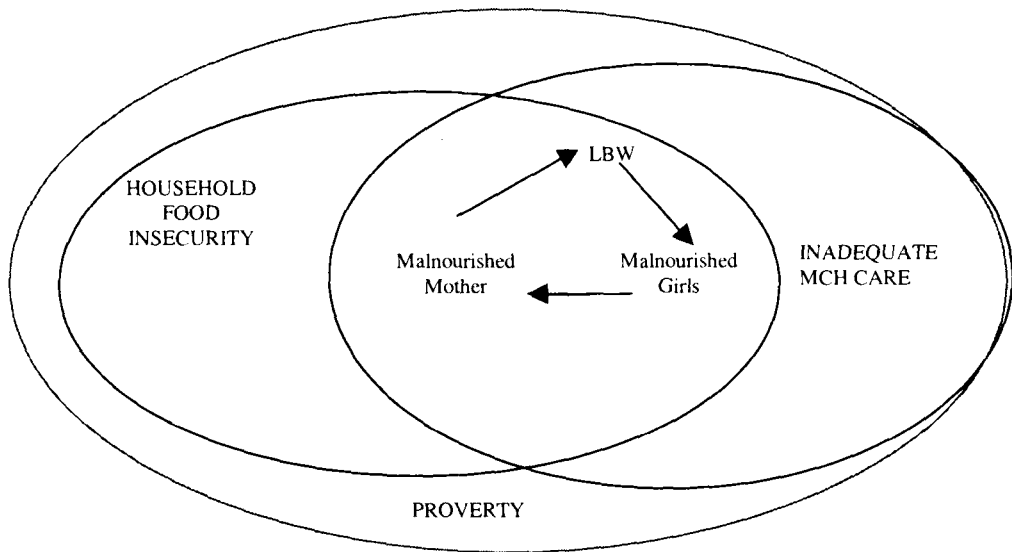 LBW
HOUSEHOLD
FOOD
INSECURITY
Malnourished
Mother
Malnourished
Girls
INADEQUATE
MCH CARE
PROVERTY